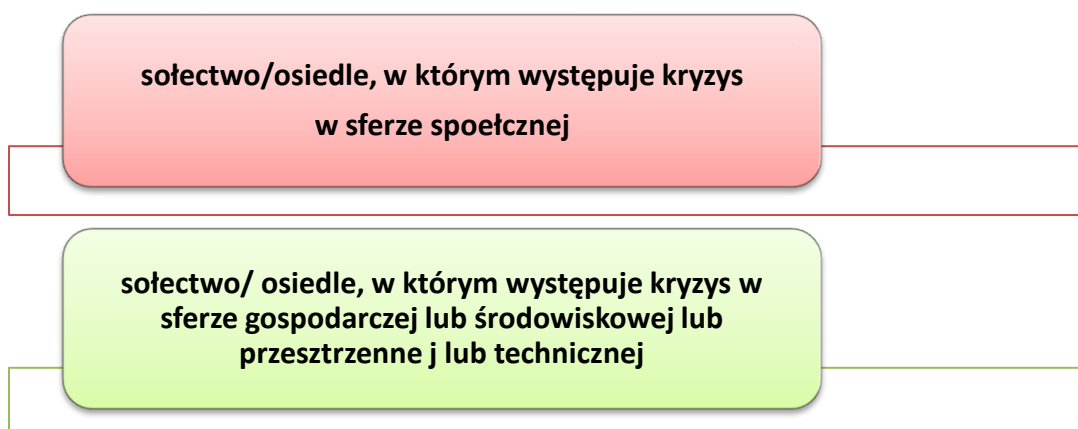 sołectwo/osiedle, w którym występuje kryzys
w sferze spoełcznej
sołectwo/ osiedle, w którym występuje kryzys w
sferze gospodarczej lub środowiskowej lub
przesztrzenne j lub technicznej